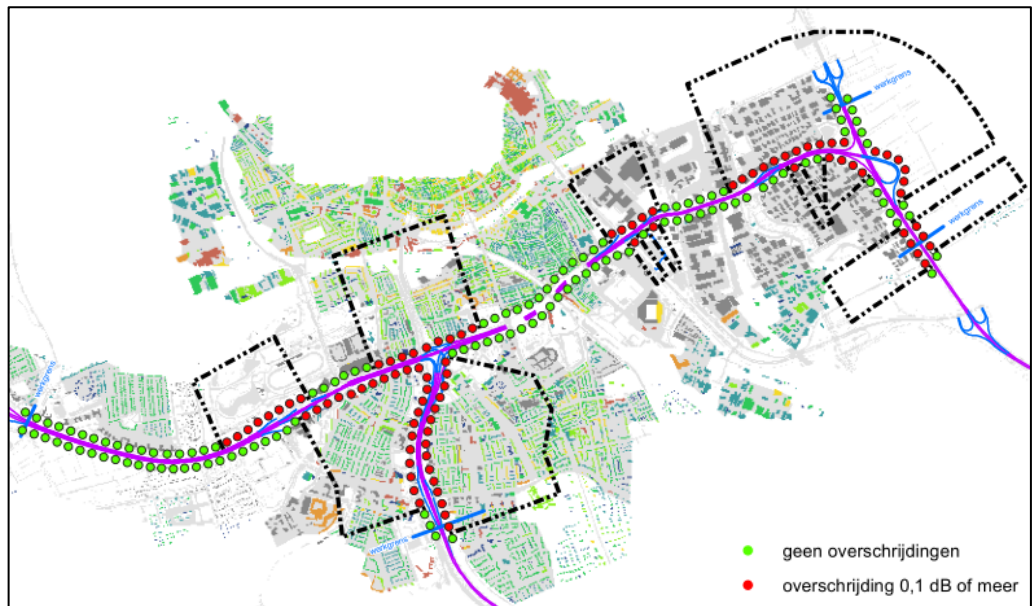 werkgrens
werkgrens
werkgrens
werkgrens
geen overschrijdingen
overschrijding 0,1 dB of meer